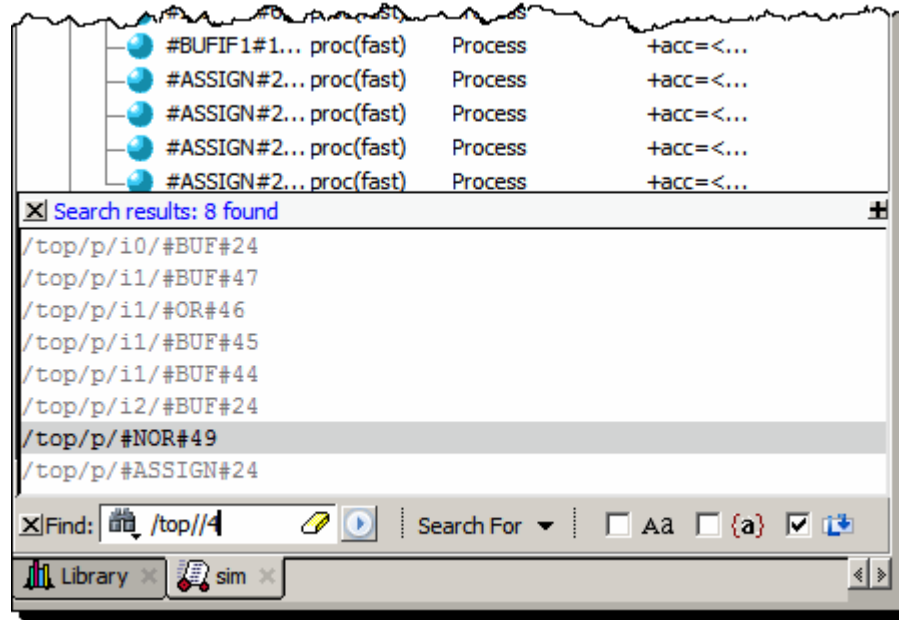 #BUFIF1#1... proc(fast) Process +acc=<...
#ASSIGN#2... proc(fast) Process +acc=<...
#ASSIGN#2... proc(fast) Process +acc=<...
#ASSIGN#2... proc(fast) Process +acc=<...
#ASSIGN#2... proc(fast) Process +acc=<...
Search results: 8 found
/top/p/i0/#BUF#24
/top/p/i1/#BUF#47
/top/p/i1/#OR#46
/top/p/i1/#BUF#45
/top/p/i1/#BUF#44
/top/p/i2/#BUF#24
/top/p/#NOR#49
/top/p/#ASSIGN#24
Find: /top//4 Search For Aa {a}
Library sim